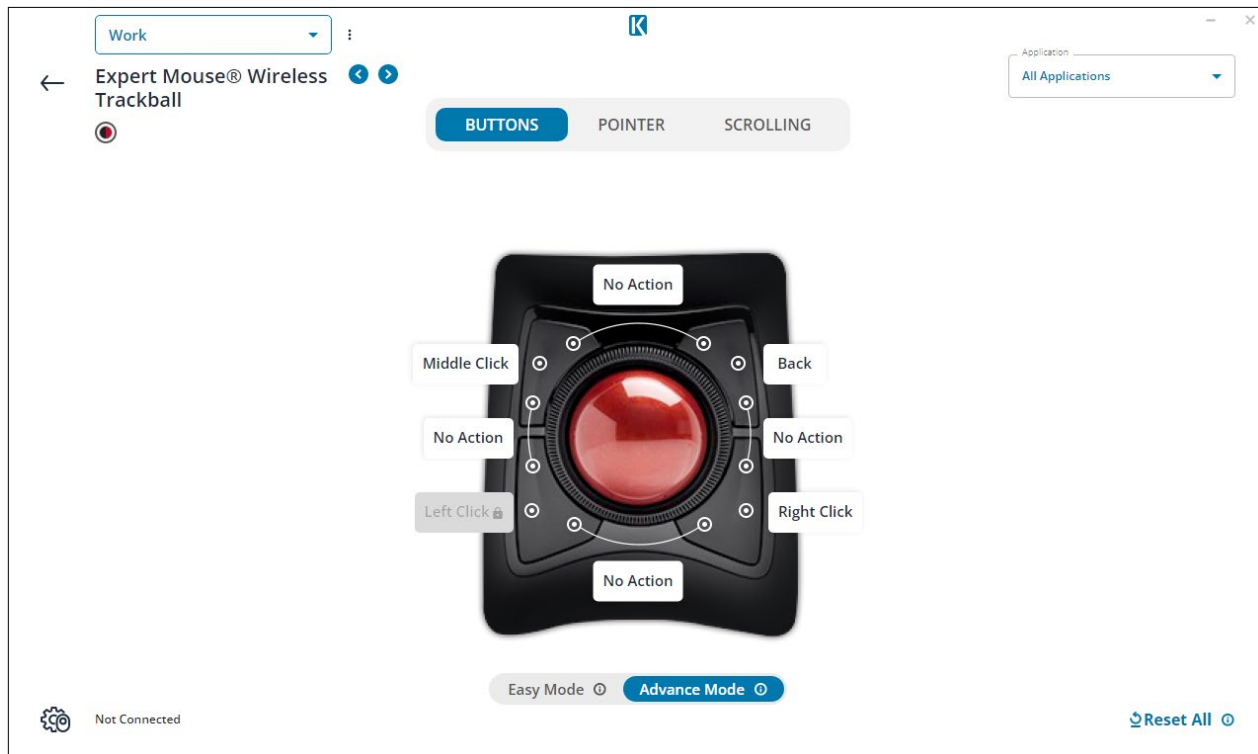 Work
Application
All Applications
Expert Mouse® Wireless
Trackball
BUTTONS POINTER SCROLLING
No Action
Middle Click
Back
No Action
No Action
Left Click
Right Click
No Action
Easy Mode
Advance Mode
Not Connected
Reset All